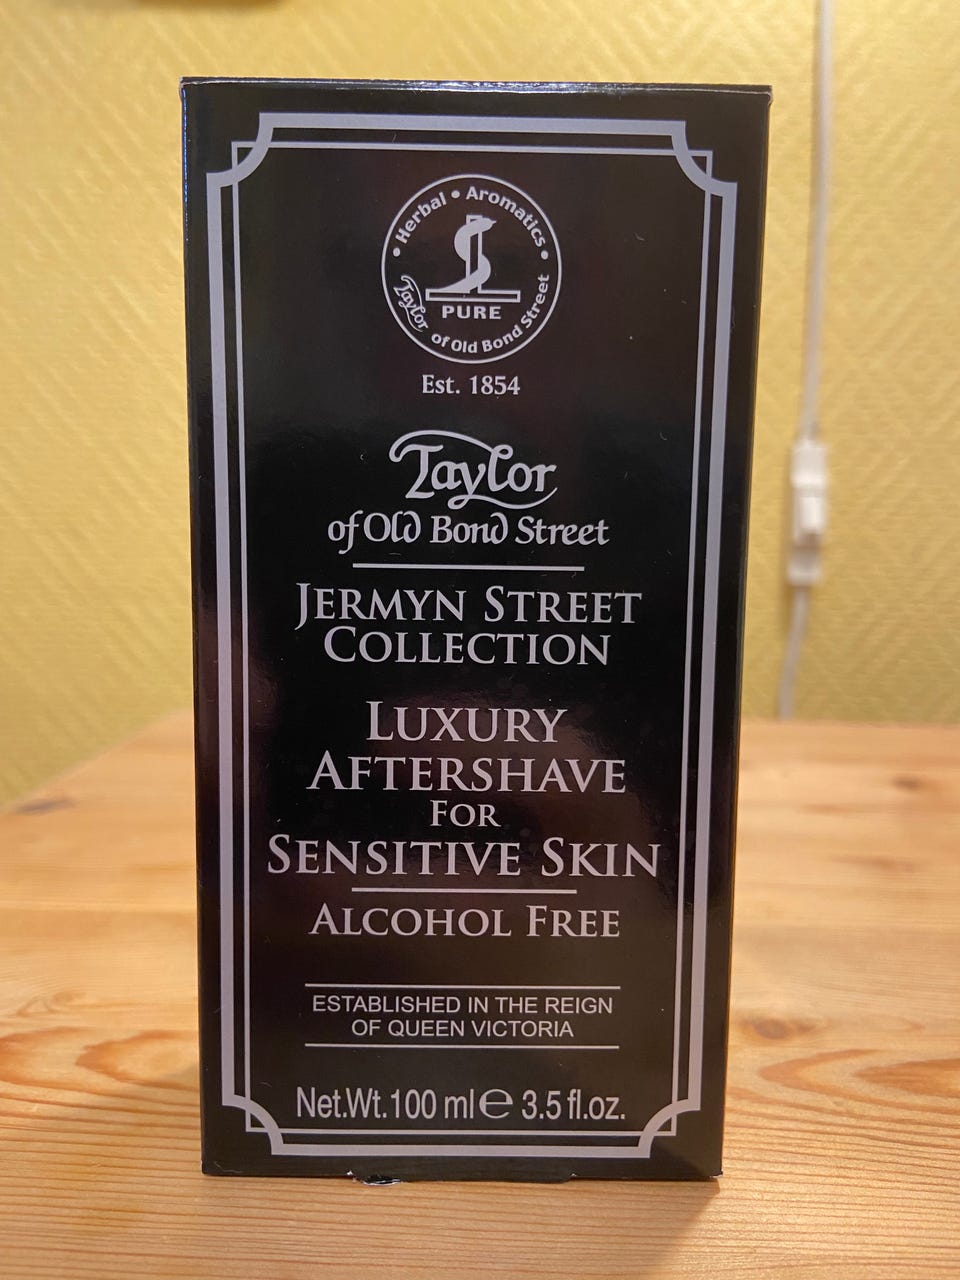 • Herbal • Aromatics •
PURE
Taylor of Old Bond Street
Est. 1854
Taylor
of Old Bond Street
JERMYN STREET
COLLECTION
LUXURY
AFTERSHAVE
FOR
SENSITIVE SKIN
ALCOHOL FREE
ESTABLISHED IN THE REIGN
OF QUEEN VICTORIA
Net.Wt. 100 ml ℮ 3.5 fl.oz.